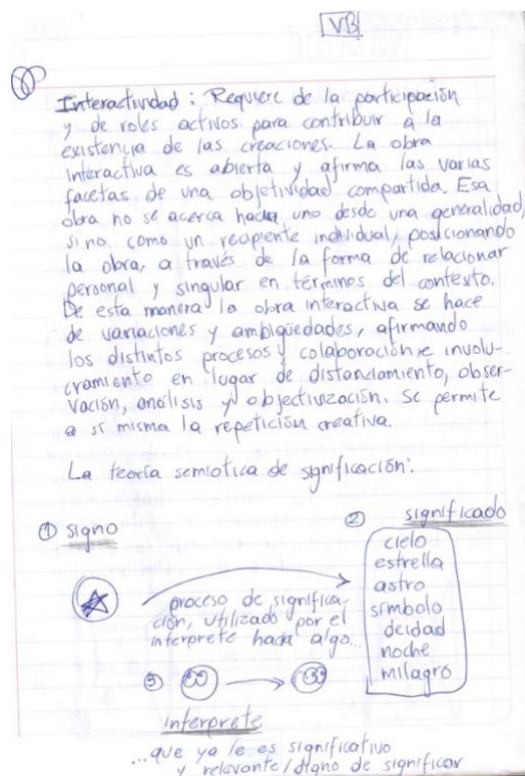 VB
Interactividad: Requiere de la participación
y de roles activos para contribuir a la
existencia de las creaciones. La obra
interactiva es abierta y afirma las varias
facetas de una objetividad compartida. Esa
obra no se acerca hacia uno desde una generalidad,
sino como un recipiente individual, posicionando
la obra, a través de la forma de relacionar
personal y singular en términos del contexto.
De esta manera la obra interactiva se hace
de variaciones y ambigüedades, afirmando
los distintos procesos y colaboración e involu-
cramiento en lugar de distanciamiento, obser-
vación, análisis y objectivización. Se permite
a sí misma la repetición creativa.
La teoría semiotica de significación:
① signo
② significado
cielo
estrella
astro
símbolo
deidad
noche
milagro
proceso de significa-
ción, utilizado por el
interprete hacia algo...
③
interprete
...que ya le es significativo
y relevante/digno de significar